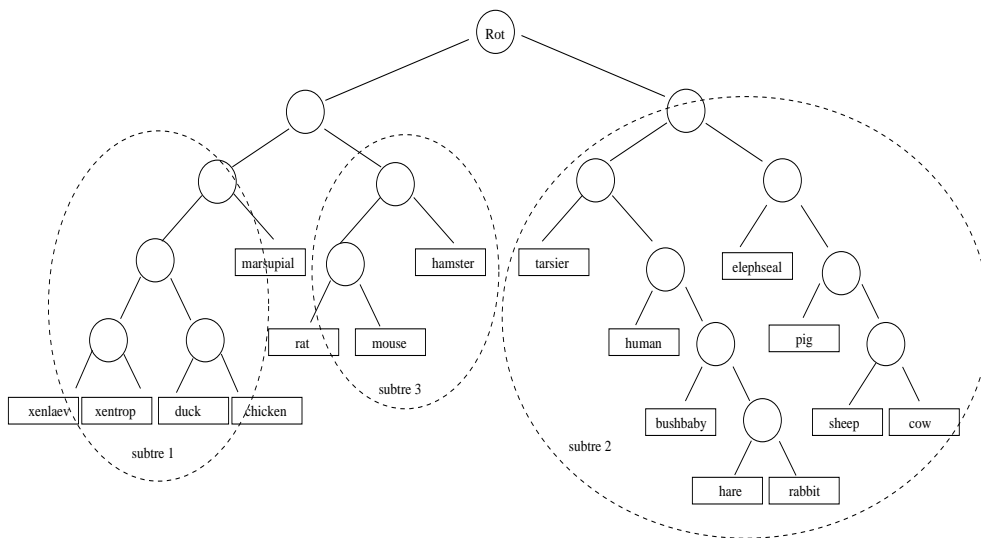 Rot
marsupial
hamster
tarsier
elephseal
rat
mouse
human
pig
subtre 3
xenlaev
xentrop
duck
chicken
bushbaby
sheep
cow
subtre 1
subtre 2
hare
rabbit